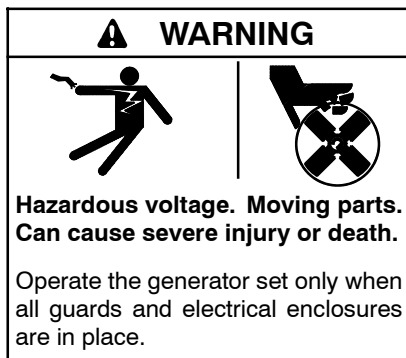 WARNING
Hazardous voltage. Moving parts.
Can cause severe injury or death.
Operate the generator set only when
all guards and electrical enclosures
are in place.